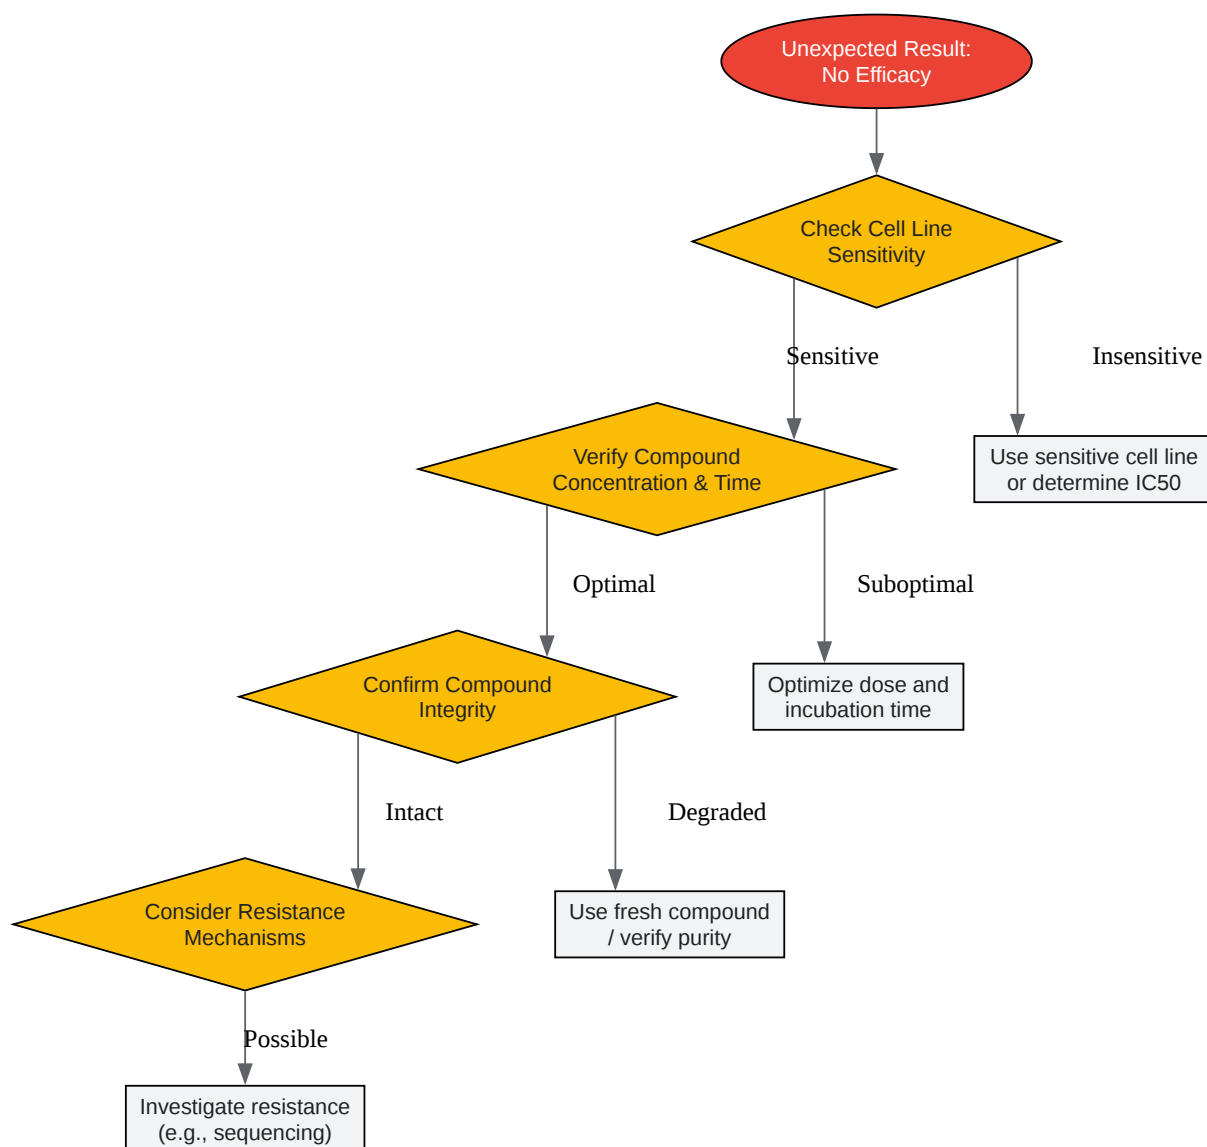 Unexpected Result:
No Efficacy
Check Cell Line
Sensitivity
Sensitive
Insensitive
Verify Compound
Concentration & Time
Use sensitive cell line
or determine IC50
Optimal
Suboptimal
Confirm Compound
Integrity
Optimize dose and
incubation time
Intact
Degraded
Consider Resistance
Mechanisms
Use fresh compound
/ verify purity
Possible
Investigate resistance
(e.g., sequencing)